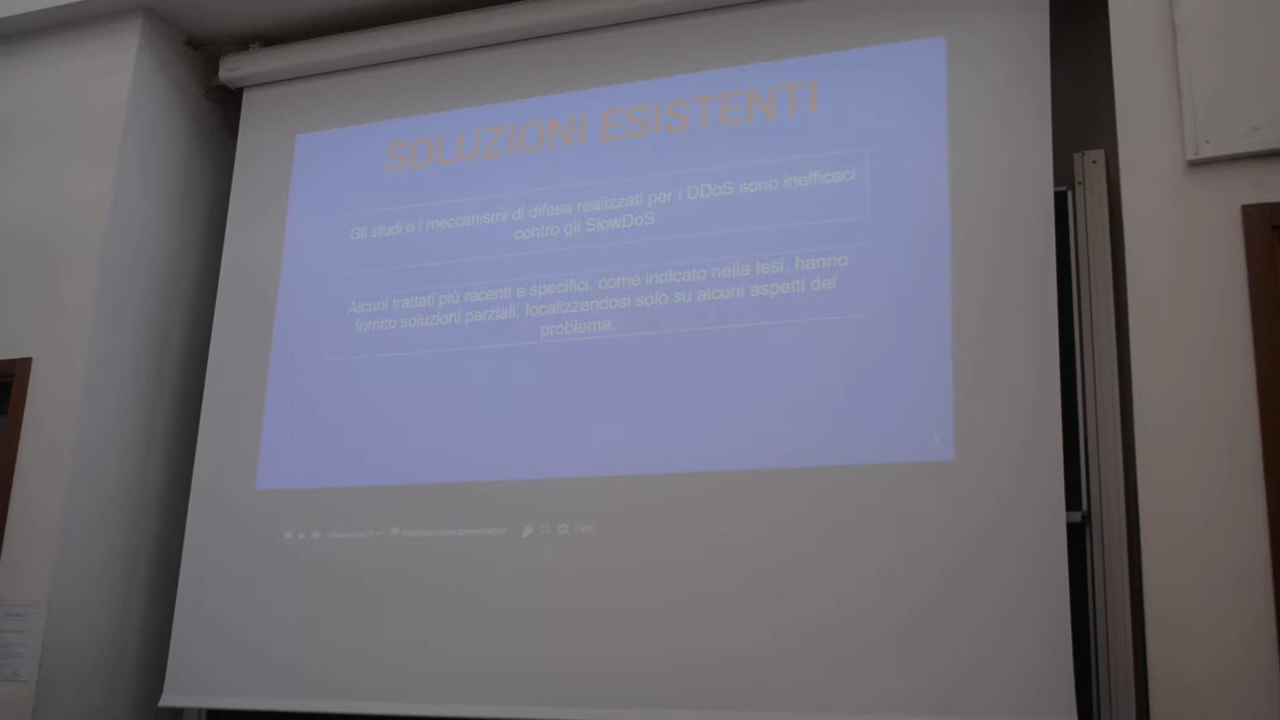 SOLUZIONI ESISTENTI
Gli studi e i meccanismi di difesa realizzati per i DDoS sono inefficaci
contro gli SlowDoS
Alcuni trattati più recenti e specifici, come indicato nella tesi, hanno
fornito soluzioni parziali, focalizzandosi solo su alcuni aspetti del
problema.